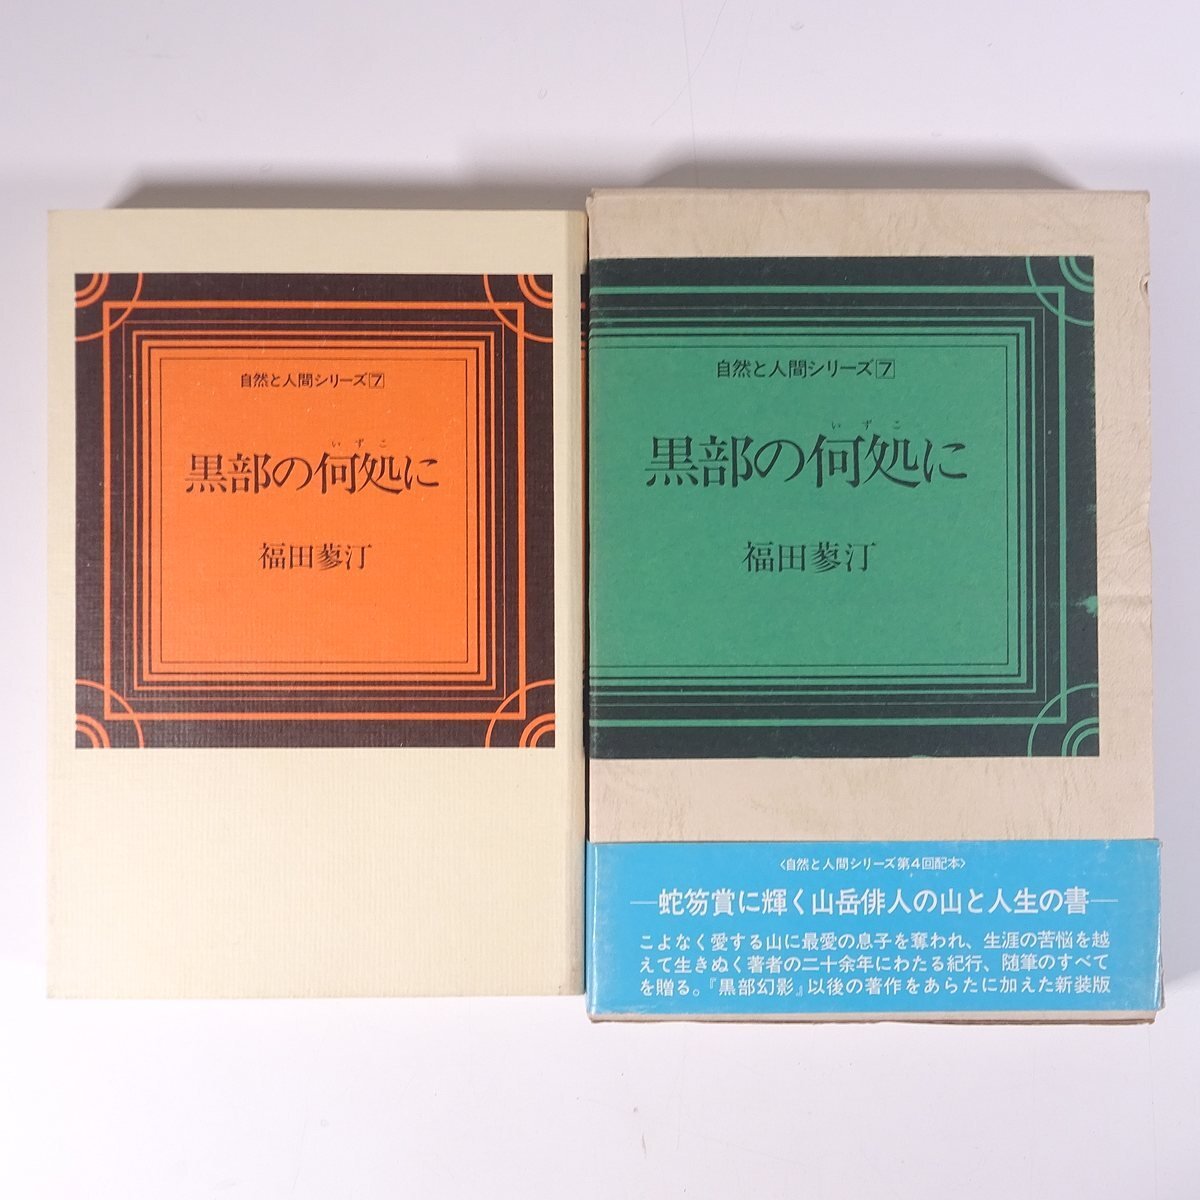 自然と人間シリーズ7
いずこ
黒部の何処に
福田蓼汀
自然と人間シリーズ7
いずこ
黒部の何処に
福田蓼汀
〈自然と人間シリーズ第4回配本〉
―蛇笏賞に輝く山岳俳人の山と人生の書―
こよなく愛する山に最愛の息子を奪われ、生涯の苦悩を越
えて生きぬく著者の二十余年にわたる紀行、随筆のすべて
を贈る。『黒部幻影』以後の著作をあらたに加えた新装版